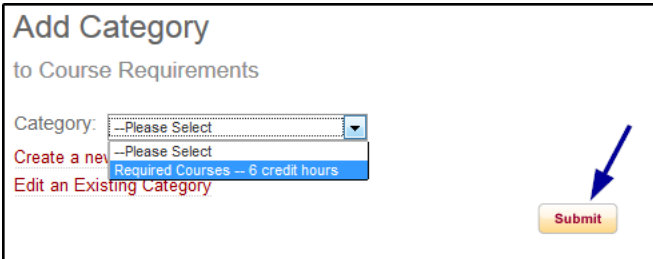 Add Category
to Course Requirements
Category: --Please Select
--Please Select
Create a new
Required Courses -- 6 credit hours
Edit an Existing Category
Submit